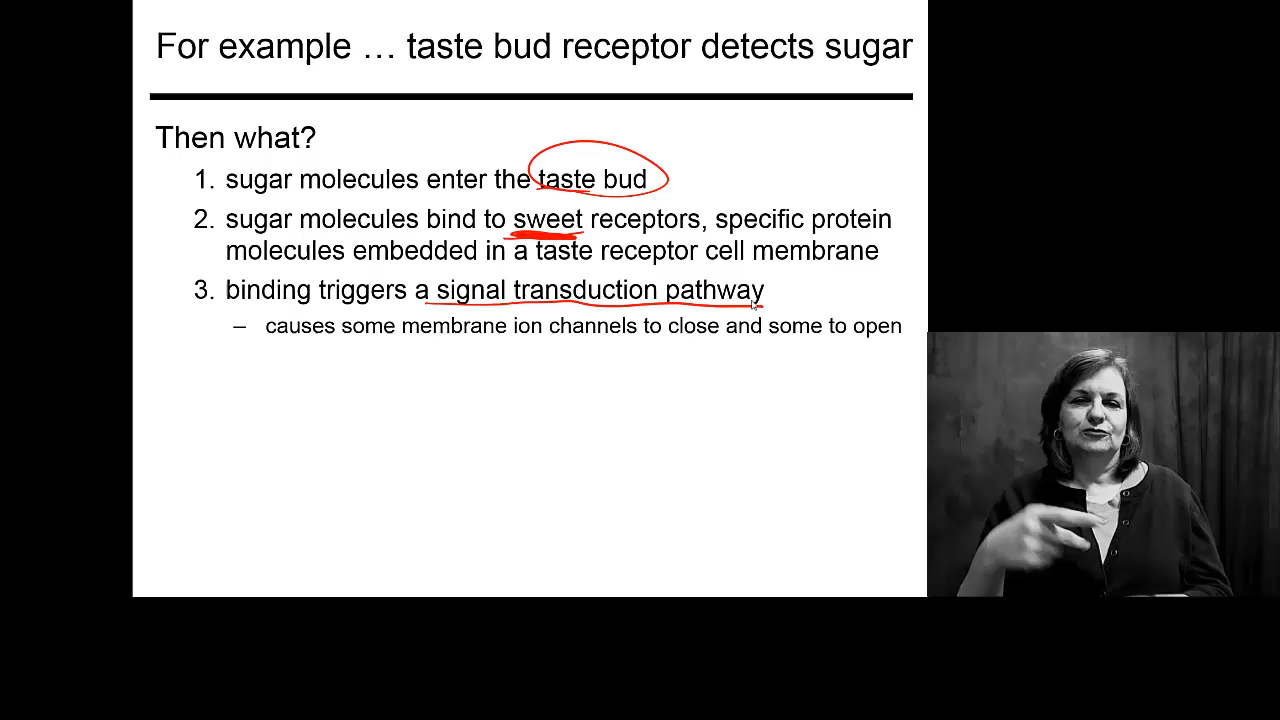 For example … taste bud receptor detects sugar
Then what?
1. sugar molecules enter the taste bud
2. sugar molecules bind to sweet receptors, specific protein
molecules embedded in a taste receptor cell membrane
3. binding triggers a signal transduction pathway
– causes some membrane ion channels to close and some to open